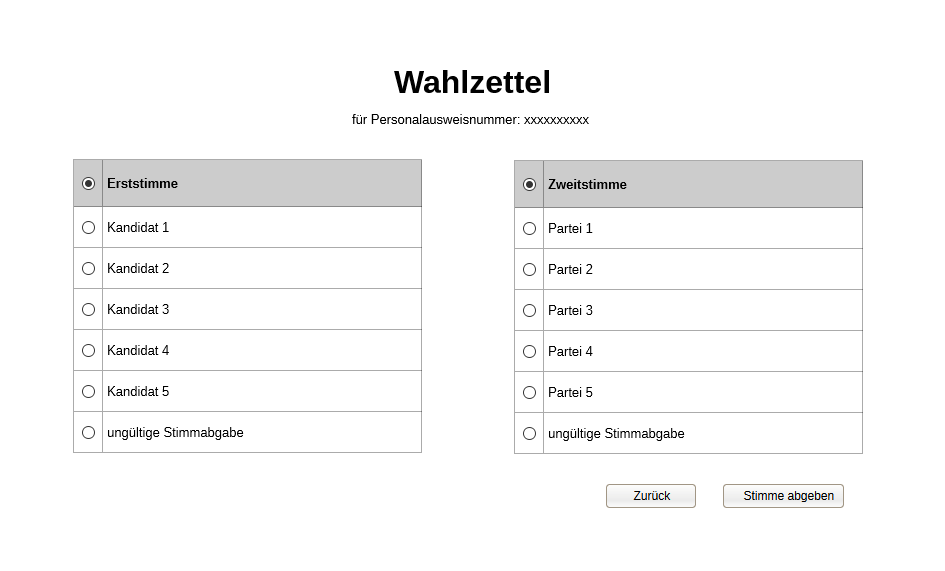 Wahlzettel
für Personalausweisnummer: xxxxxxxxxx
Erststimme
Kandidat 1
Kandidat 2
Kandidat 3
Kandidat 4
Kandidat 5
ungültige Stimmabgabe
Zweitstimme
Partei 1
Partei 2
Partei 3
Partei 4
Partei 5
ungültige Stimmabgabe
Zurück
Stimme abgeben